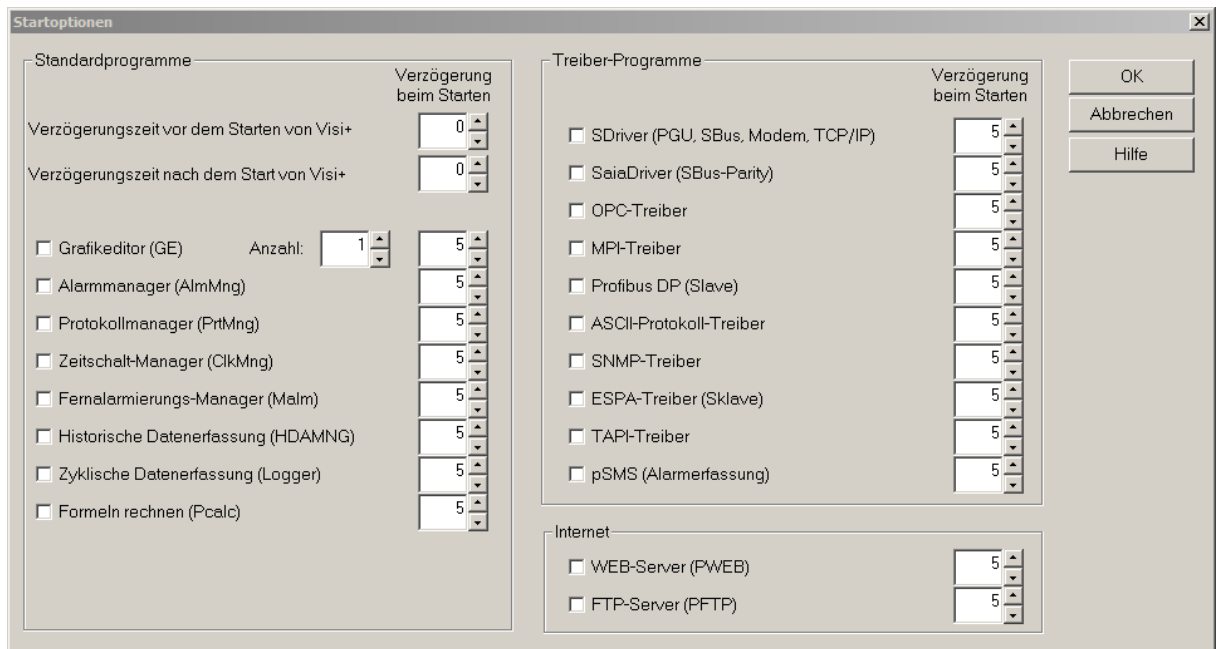 Startoptionen
Standardprogramme
Verzögerung
beim Starten
Verzögerungszeit vor dem Starten von Visi+ 0
Verzögerungszeit nach dem Start von Visi+ 0
Grafikeditor (GE) Anzahl: 1 5
Alarmmanager (AlmMng) 5
Protokollmanager (PrtMng) 5
Zeitschalt-Manager (ClkMng) 5
Fernalarmierungs-Manager (Malm) 5
Historische Datenerfassung (HDAMNG) 5
Zyklische Datenerfassung (Logger) 5
Formeln rechnen (Pcalc) 5
Treiber-Programme
Verzögerung
beim Starten
SDriver (PGU, SBus, Modem, TCP/IP) 5
SaiaDriver (SBus-Parity) 5
OPC-Treiber 5
MPI-Treiber 5
Profibus DP (Slave) 5
ASCII-Protokoll-Treiber 5
SNMP-Treiber 5
ESPA-Treiber (Sklave) 5
TAPI-Treiber 5
pSMS (Alarmerfassung) 5
Internet
WEB-Server (PWEB) 5
FTP-Server (PFTP) 5
OK
Abbrechen
Hilfe